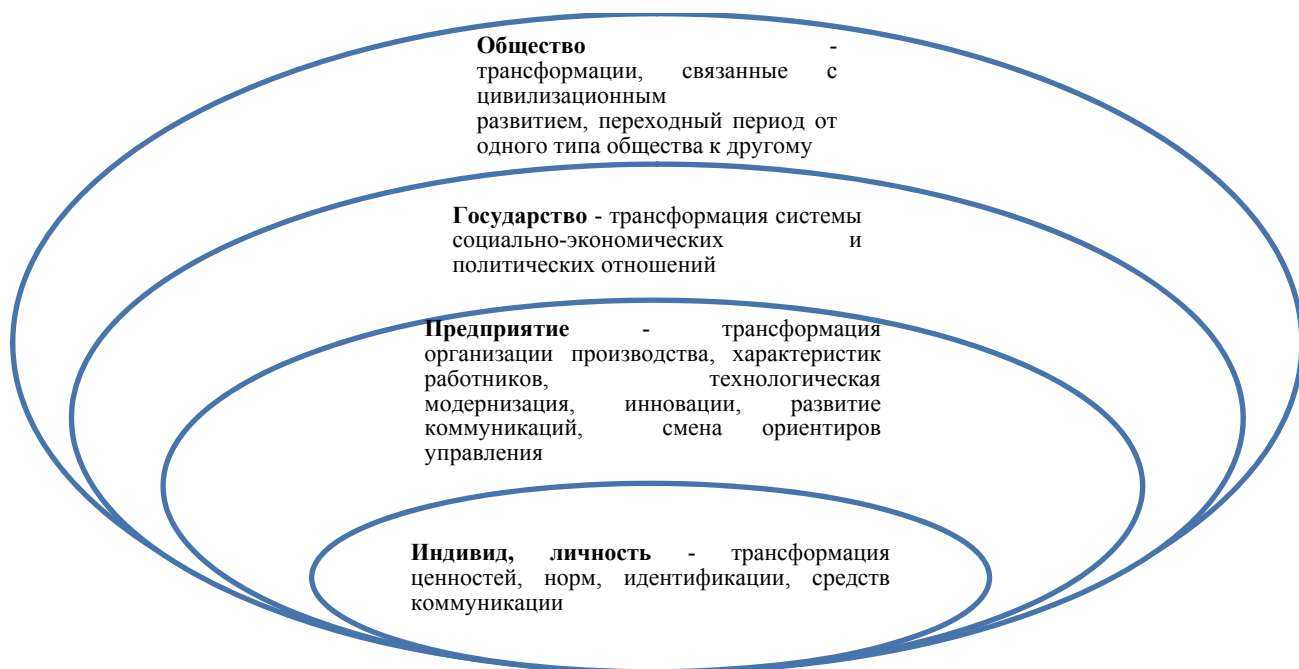 Общество -
трансформации, связанные с
цивилизационным
развитием, переходный период от
одного типа общества к другому
Государство - трансформация системы
социально-экономических и
политических отношений
Предприятие - трансформация
организации производства, характеристик
работников, технологическая
модернизация, инновации, развитие
коммуникаций, смена ориентиров
управления
Индивид, личность - трансформация
ценностей, норм, идентификации, средств
коммуникации